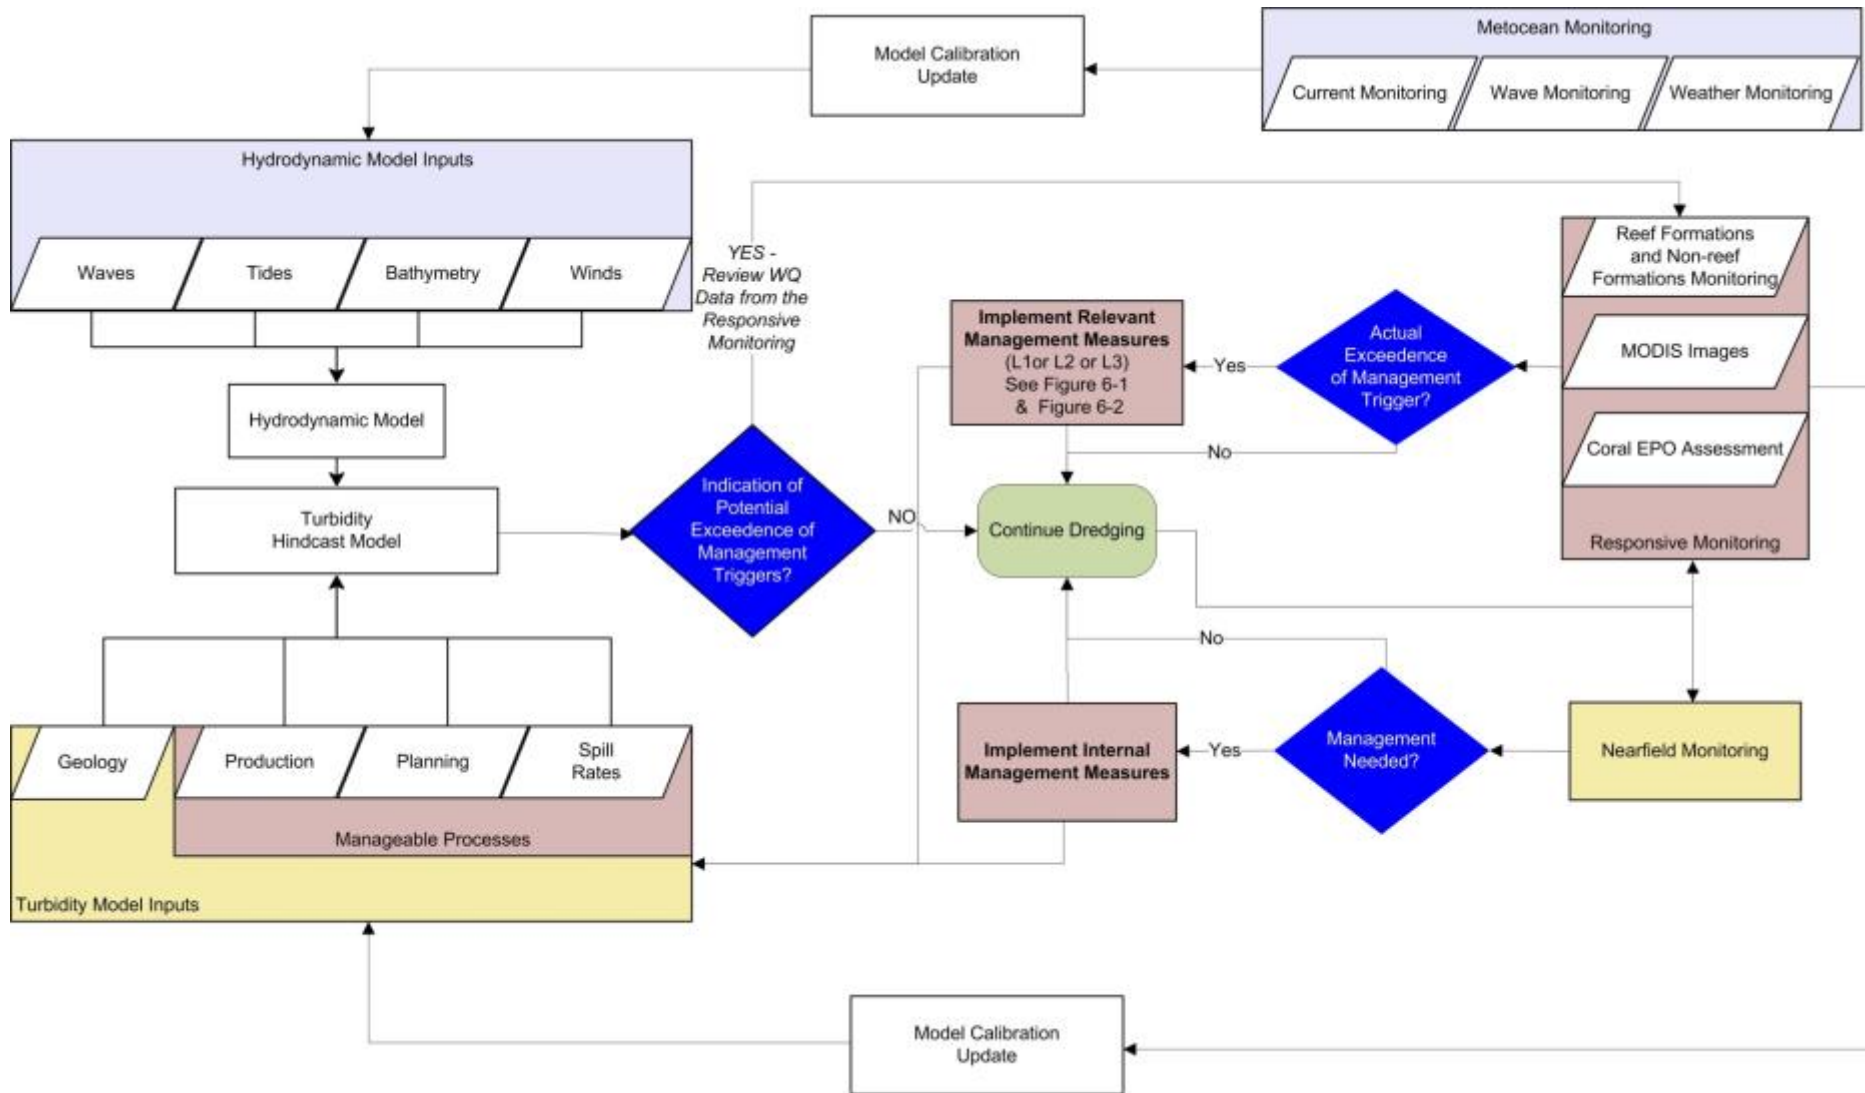 Metocean Monitoring
Model Calibration
Update
Current Monitoring
Wave Monitoring
Weather Monitoring
Hydrodynamic Model Inputs
Waves
Tides
Bathymetry
Winds
YES -
Review WQ
Data from the
Responsive
Monitoring
Reef Formations
and Non-reef
Formations Monitoring
MODIS Images
Coral EPO Assessment
Responsive Monitoring
Actual
Exceedence
of Management
Trigger?
Yes
No
Implement Relevant
Management Measures
(L1or L2 or L3)
See Figure 6-1
& Figure 6-2
Hydrodynamic Model
Turbidity
Hindcast Model
Indication of
Potential
Exceedence of
Management
Triggers?
NO
Continue Dredging
No
Geology
Production
Planning
Spill
Rates
Manageable Processes
Turbidity Model Inputs
Implement Internal
Management Measures
Yes
Management
Needed?
Nearfield Monitoring
Model Calibration
Update